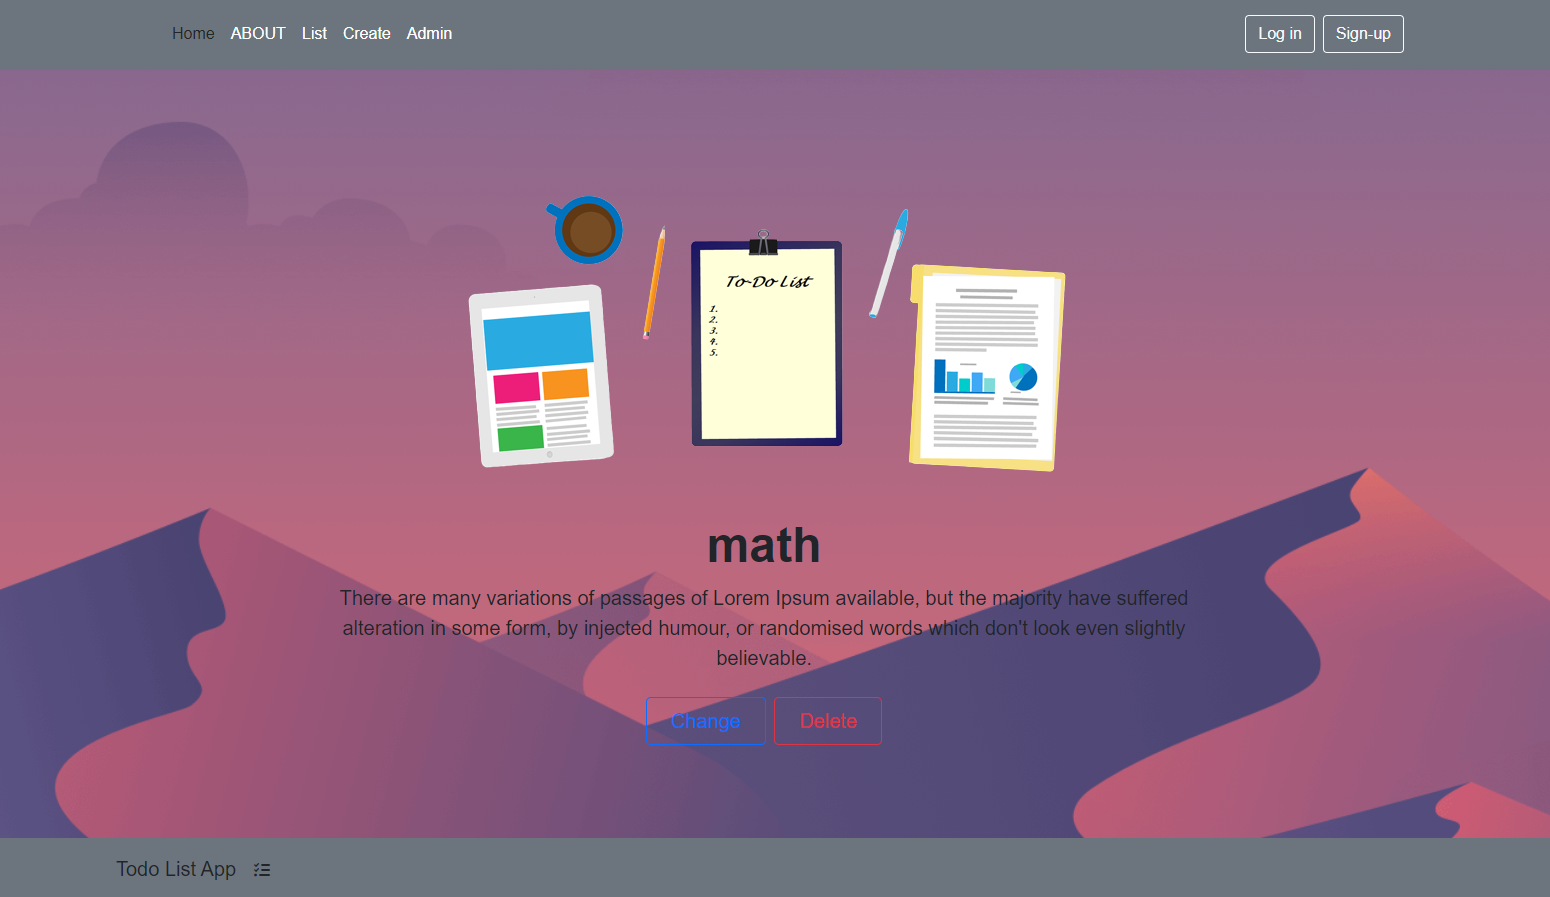 Home ABOUT List Create Admin Log in Sign-up
To-Do List
1.
2.
3.
4.
5.
math
There are many variations of passages of Lorem Ipsum available, but the majority have suffered
alteration in some form, by injected humour, or randomised words which don't look even slightly
believable.
Change Delete
Todo List App